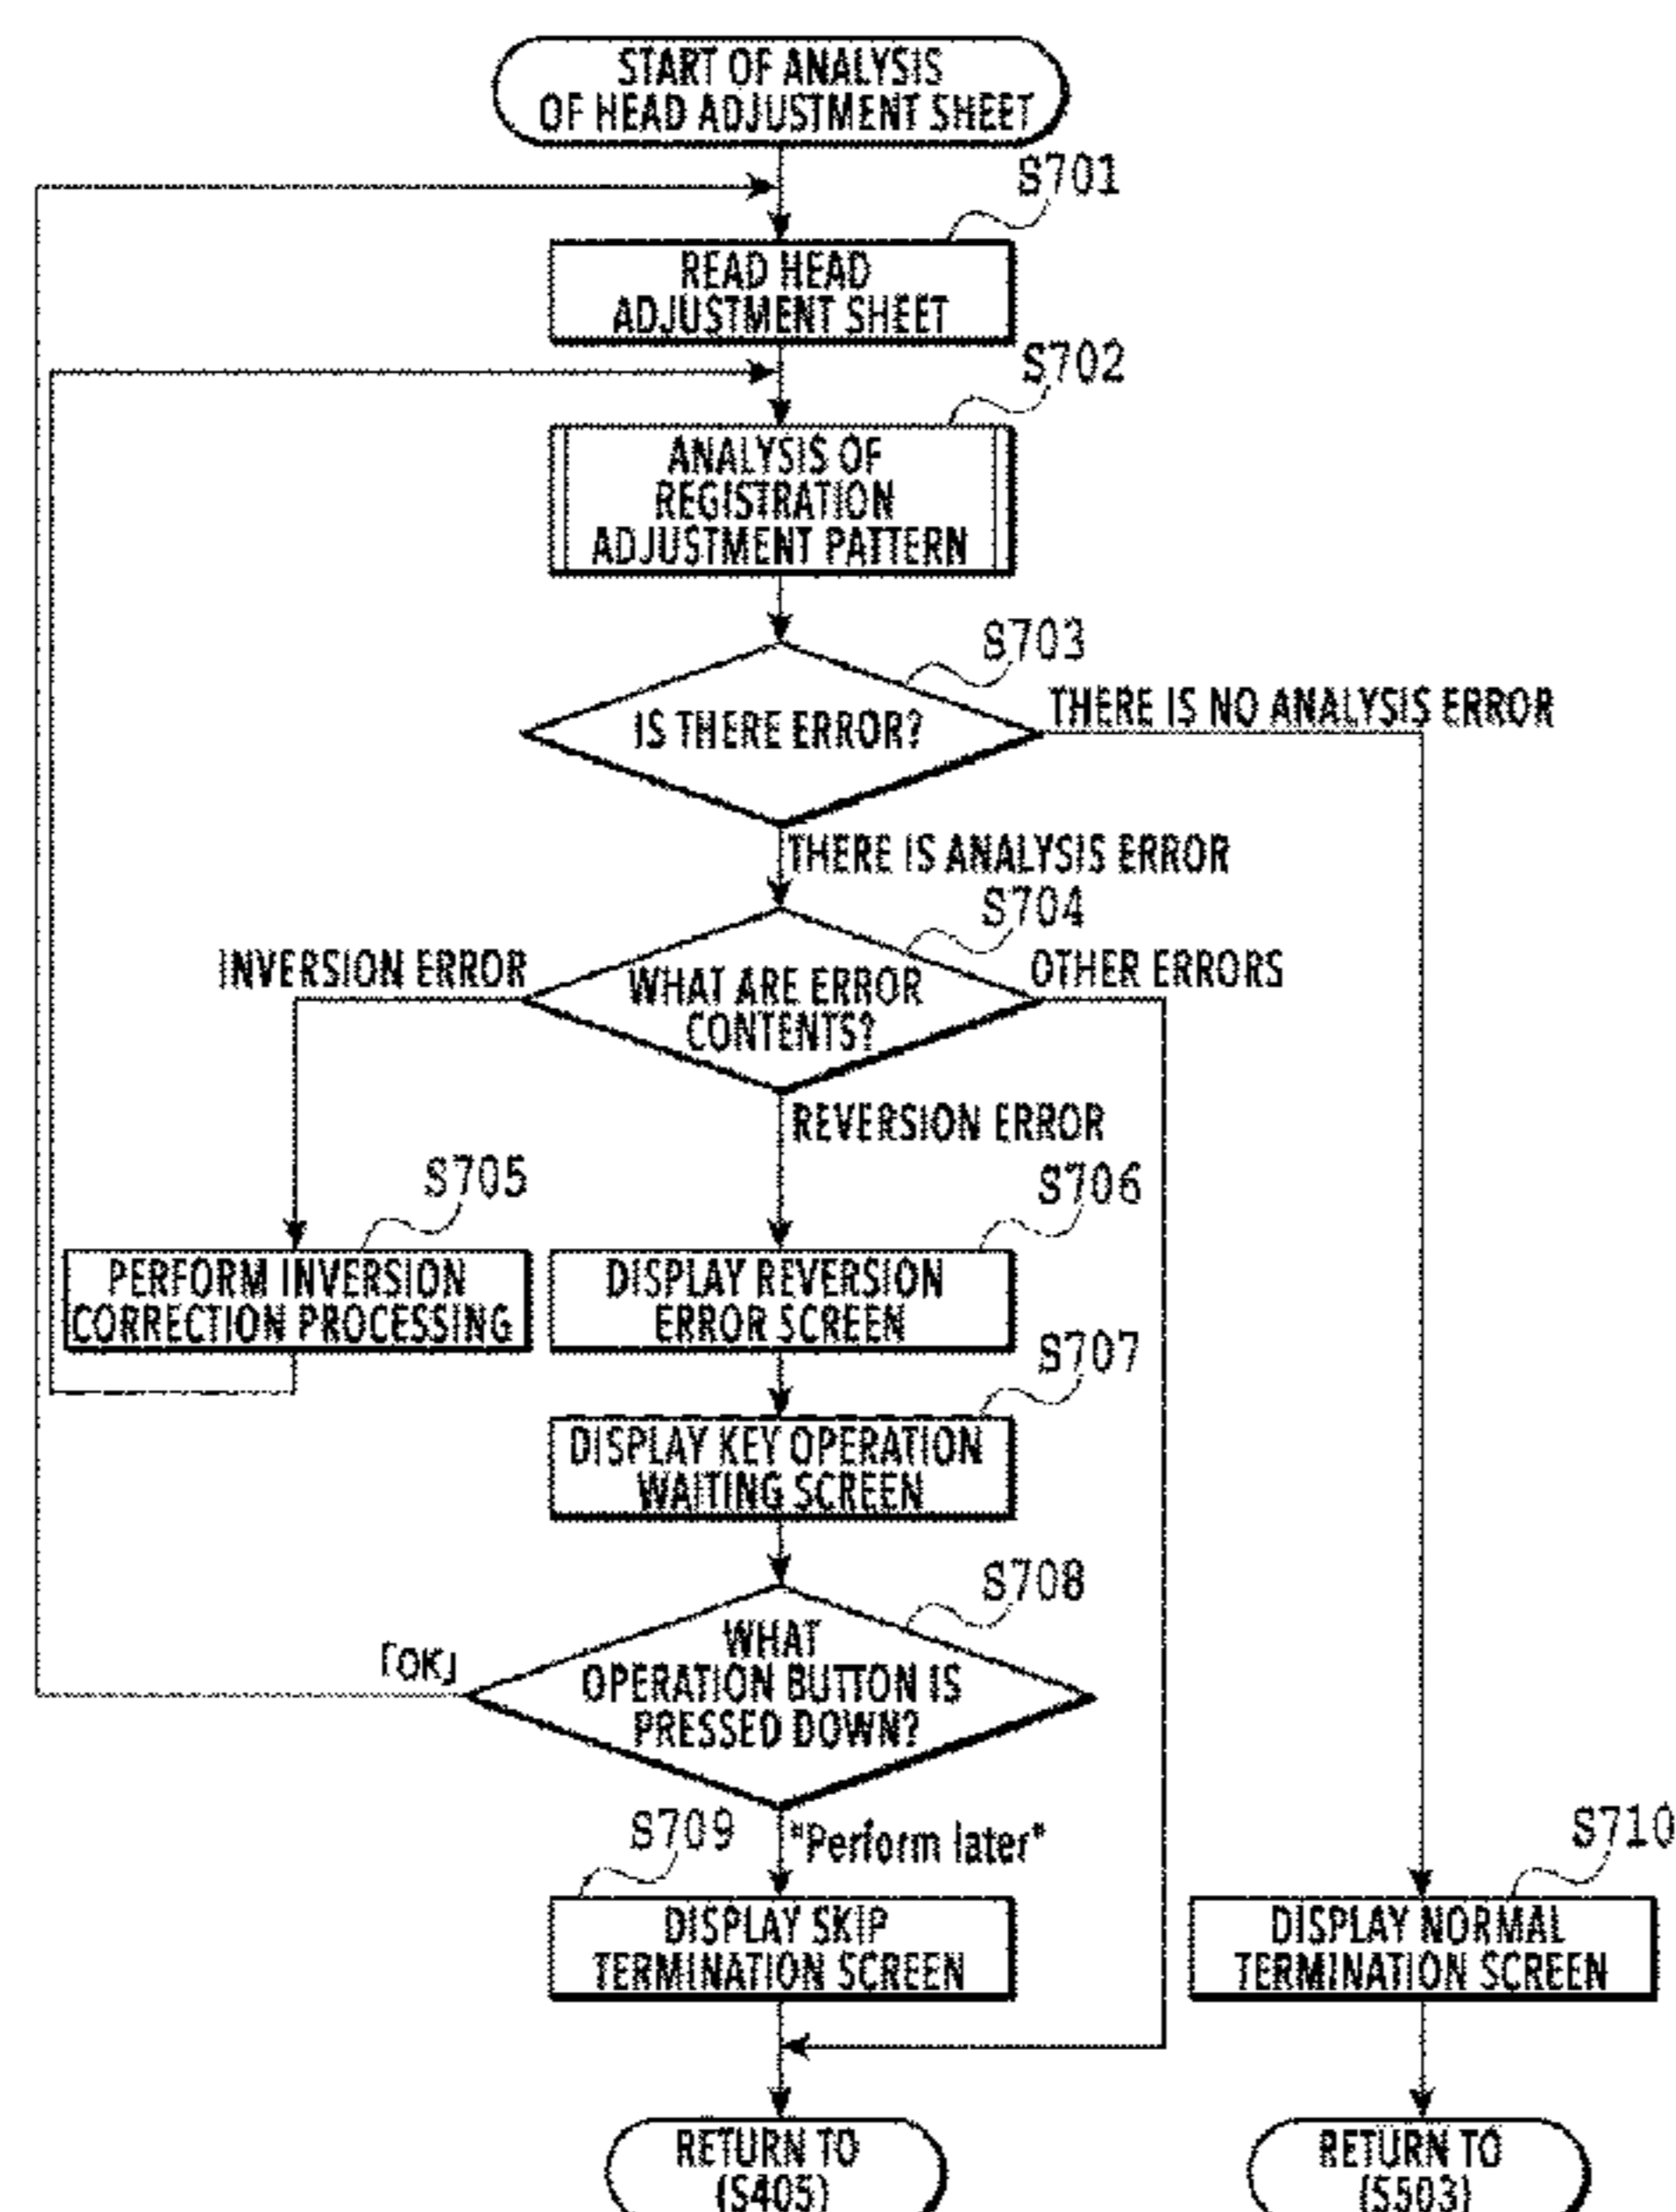 START OF ANALYSIS
OF HEAD ADJUSTMENT SHEET
S701
READ HEAD
ADJUSTMENT SHEET
S702
ANALYSIS OF
REGISTRATION
ADJUSTMENT PATTERN
S703
IS THERE ERROR?
THERE IS NO ANALYSIS ERROR
THERE IS ANALYSIS ERROR
S704
INVERSION ERROR
WHAT ARE ERROR
CONTENTS?
OTHER ERRORS
REVERSION ERROR
S705
PERFORM INVERSION
CORRECTION PROCESSING
S706
DISPLAY REVERSION
ERROR SCREEN
S707
DISPLAY KEY OPERATION
WAITING SCREEN
S708
「OK」
WHAT
OPERATION BUTTON IS
PRESSED DOWN?
"Perform later"
S709
DISPLAY SKIP
TERMINATION SCREEN
S710
DISPLAY NORMAL
TERMINATION SCREEN
RETURN TO
(S405)
RETURN TO
(S503)